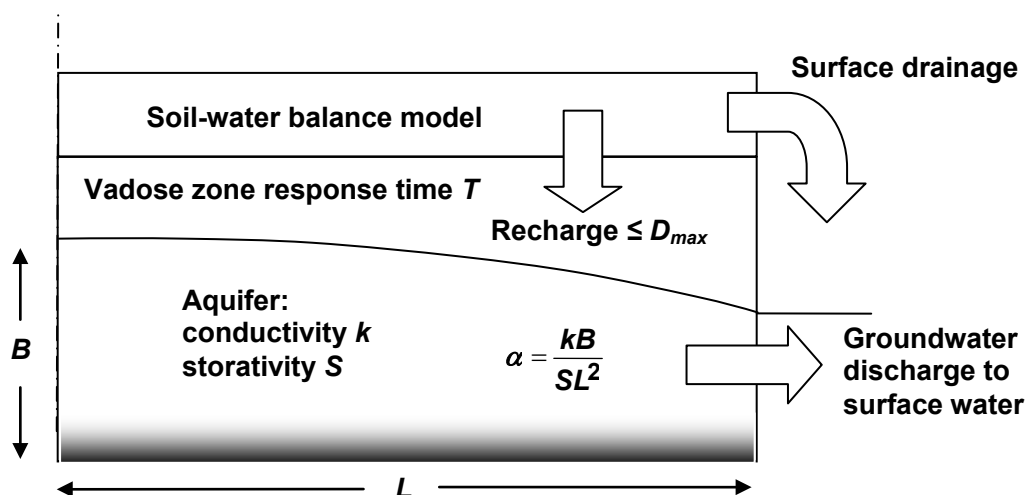 Surface drainage
Soil-water balance model
Vadose zone response time T
Recharge ≤ Dmax
Aquifer:
conductivity k
storativity S
α = kB / SL²
B
Groundwater
discharge to
surface water
L